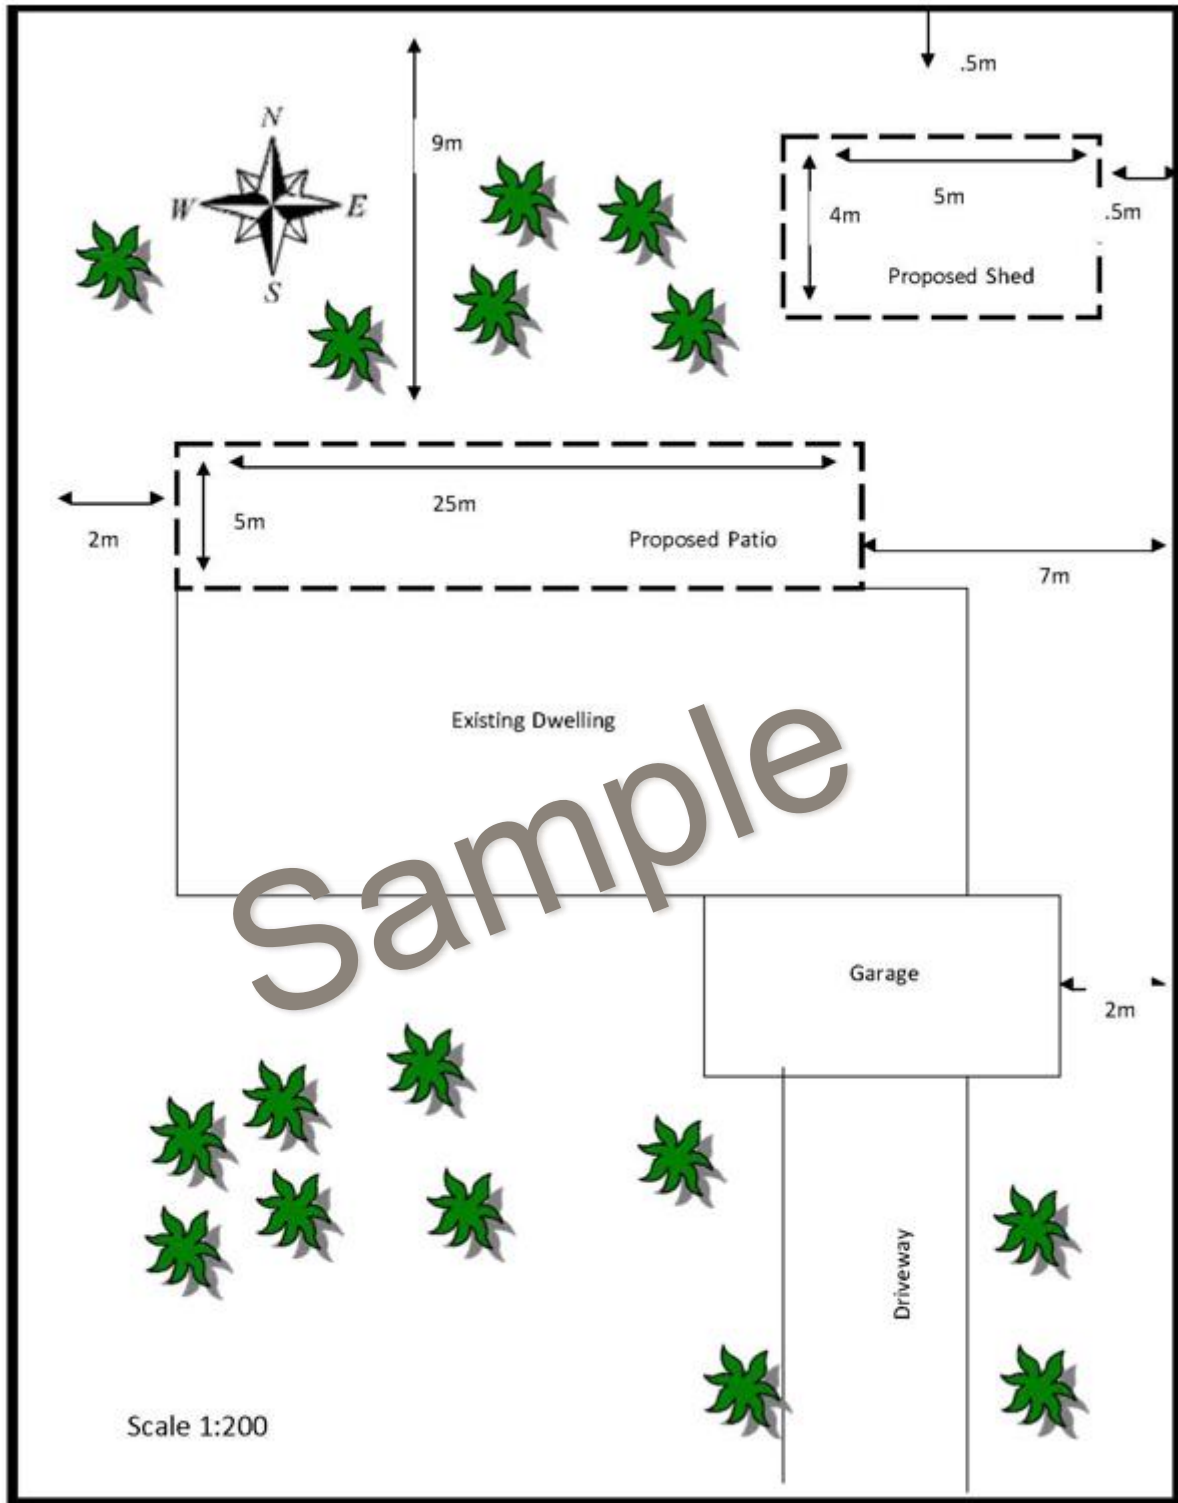 .5m
N
9m
W
E
S
4m
5m
.5m
Proposed Shed
25m
5m
2m
Proposed Patio
7m
Existing Dwelling
Sample
Garage
2m
Driveway
Scale 1:200